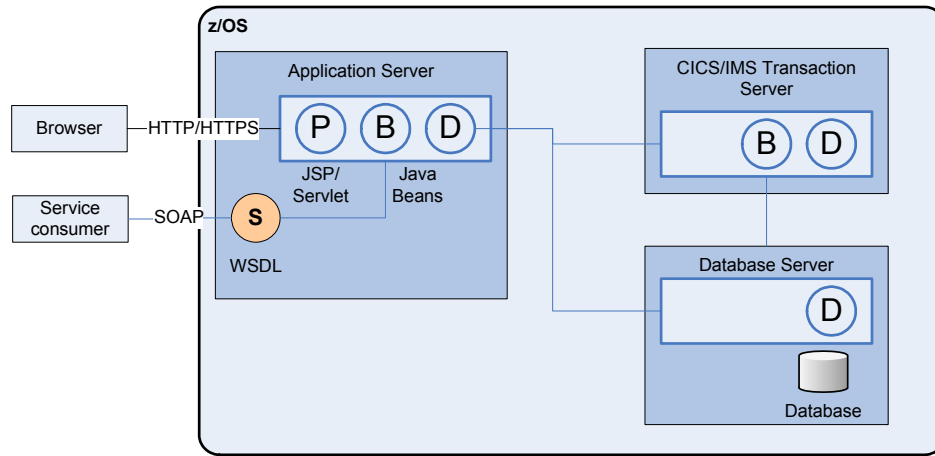 z/OS
Application Server
CICS/IMS Transaction
Server
Browser
HTTP/HTTPS
P
B
D
B
D
JSP/
Servlet
Java
Beans
Service
consumer
SOAP
S
WSDL
Database Server
D
Database